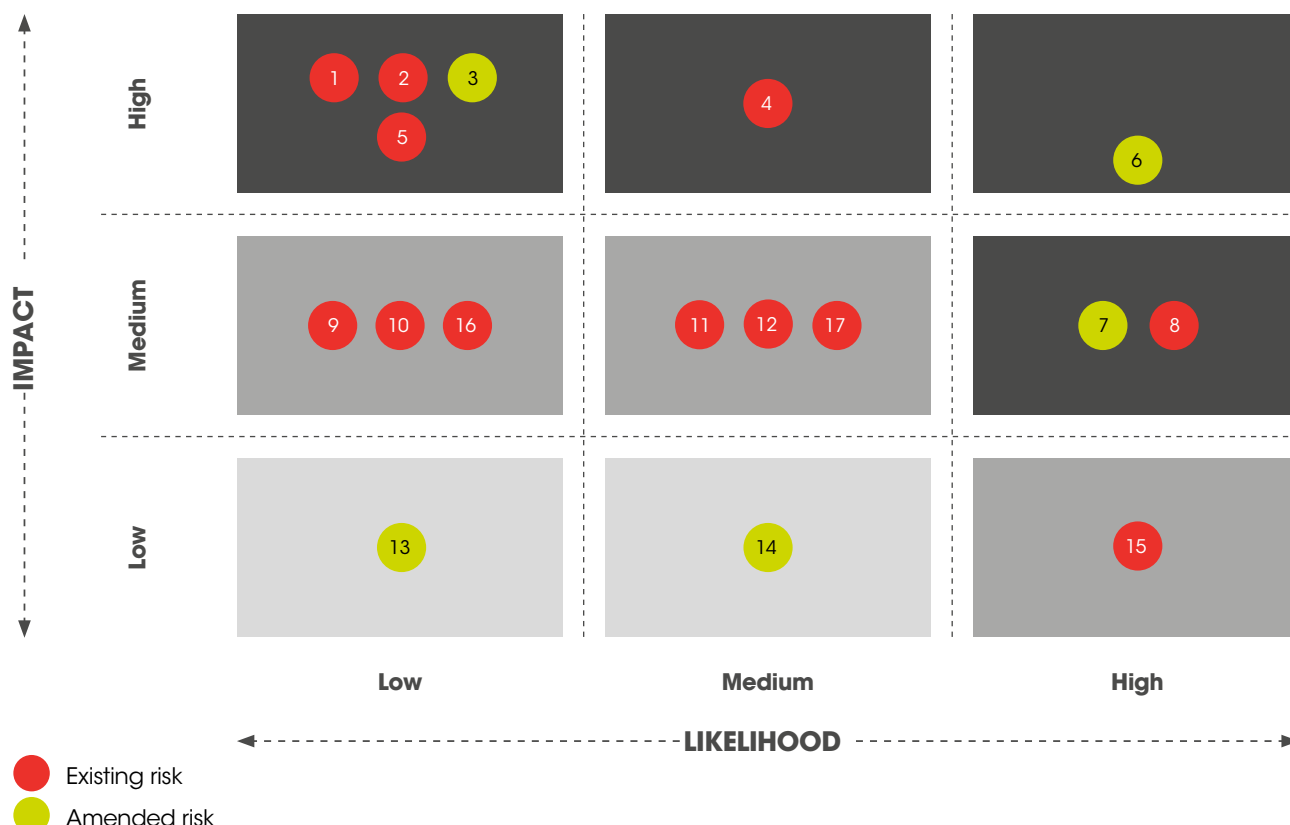 1 2 3
High
4
5
6
IMPACT
Medium
9 10 16
11 12 17
7 8
Low
13
14
15
Low Medium High
LIKELIHOOD
Existing risk
Amended risk